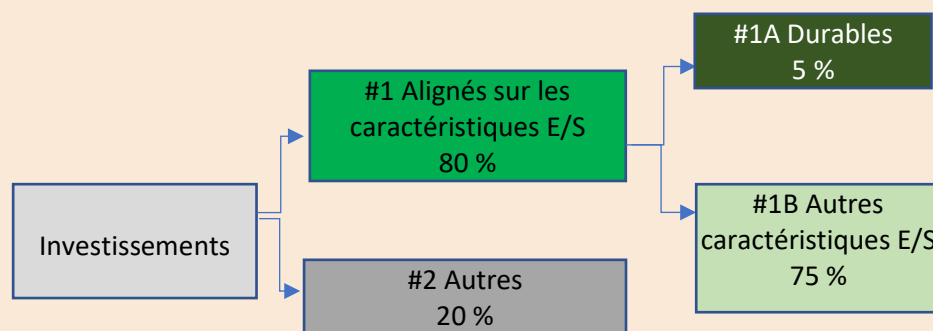 Investissements
#1 Alignés sur les
caractéristiques E/S
80 %
#2 Autres
20 %
#1A Durables
5 %
#1B Autres
caractéristiques E/S
75 %